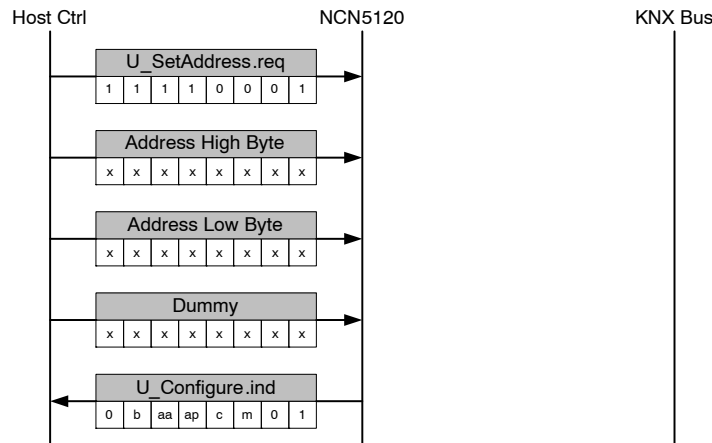 Host Ctrl NCN5120 KNX Bus
U_SetAddress.req
1 1 1 1 0 0 0 1
Address High Byte
x x x x x x x x
Address Low Byte
x x x x x x x x
Dummy
x x x x x x x x
U_Configure.ind
0 b aa ap c m 0 1